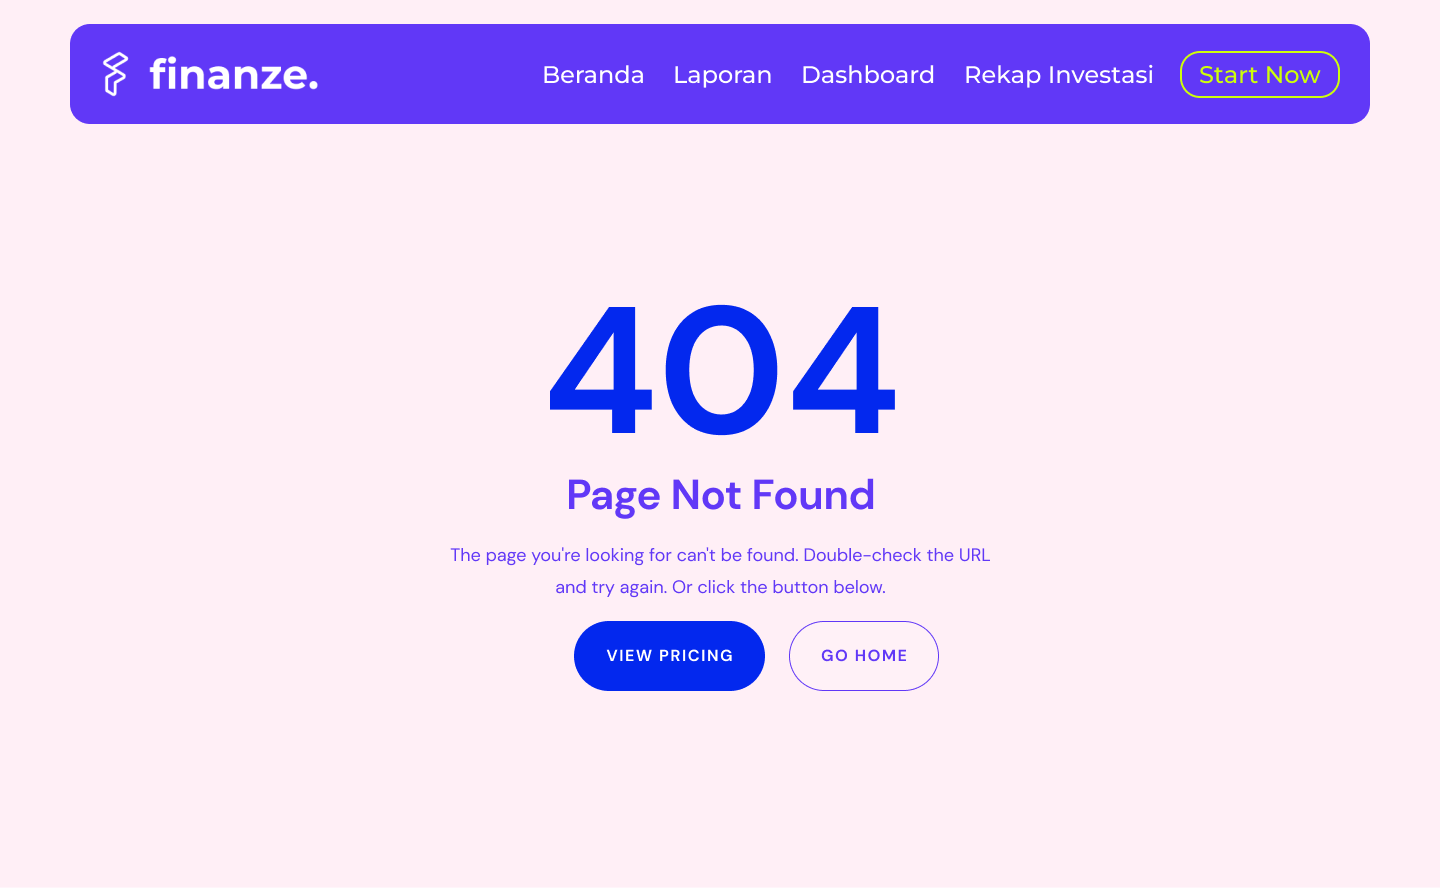 finanze.
Beranda Laporan Dashboard Rekap Investasi Start Now
404
Page Not Found
The page you're looking for can't be found. Double-check the URL
and try again. Or click the button below.
VIEW PRICING GO HOME